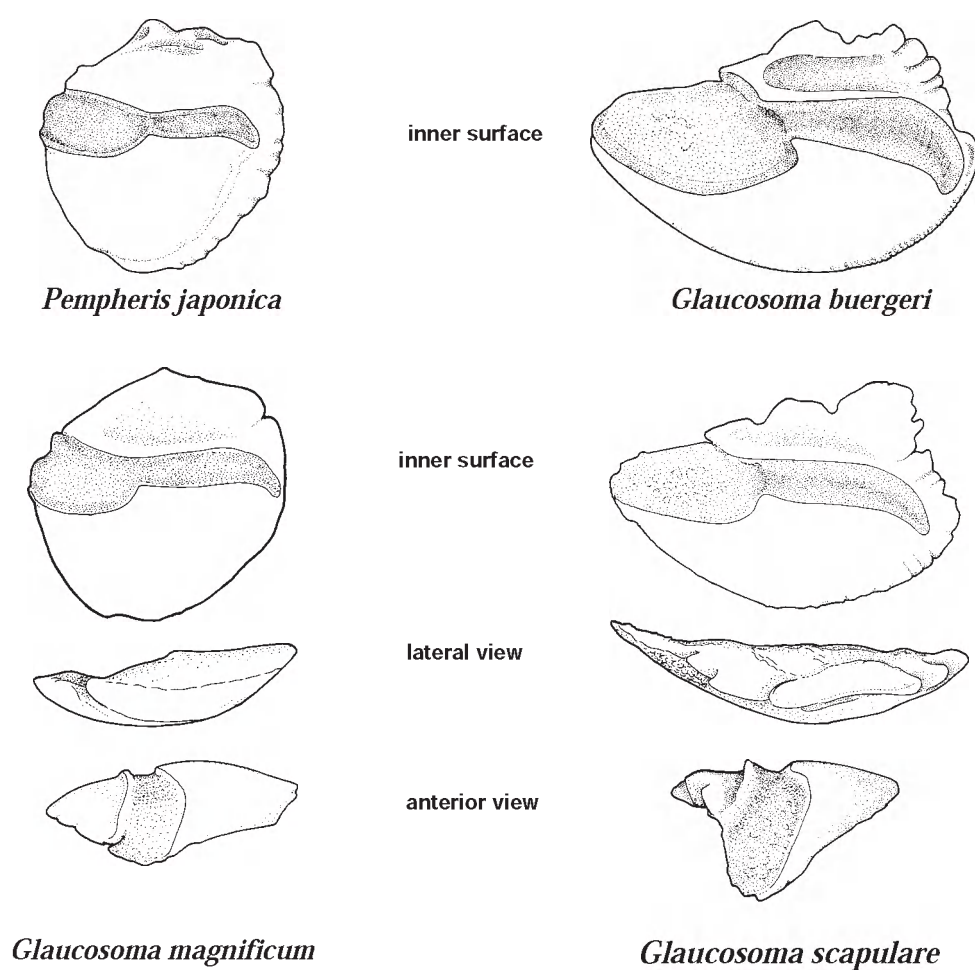 inner surface
Pempheris japonica
Glaucosoma buergeri
inner surface
lateral view
anterior view
Glaucosoma magnificum
Glaucosoma scapulare